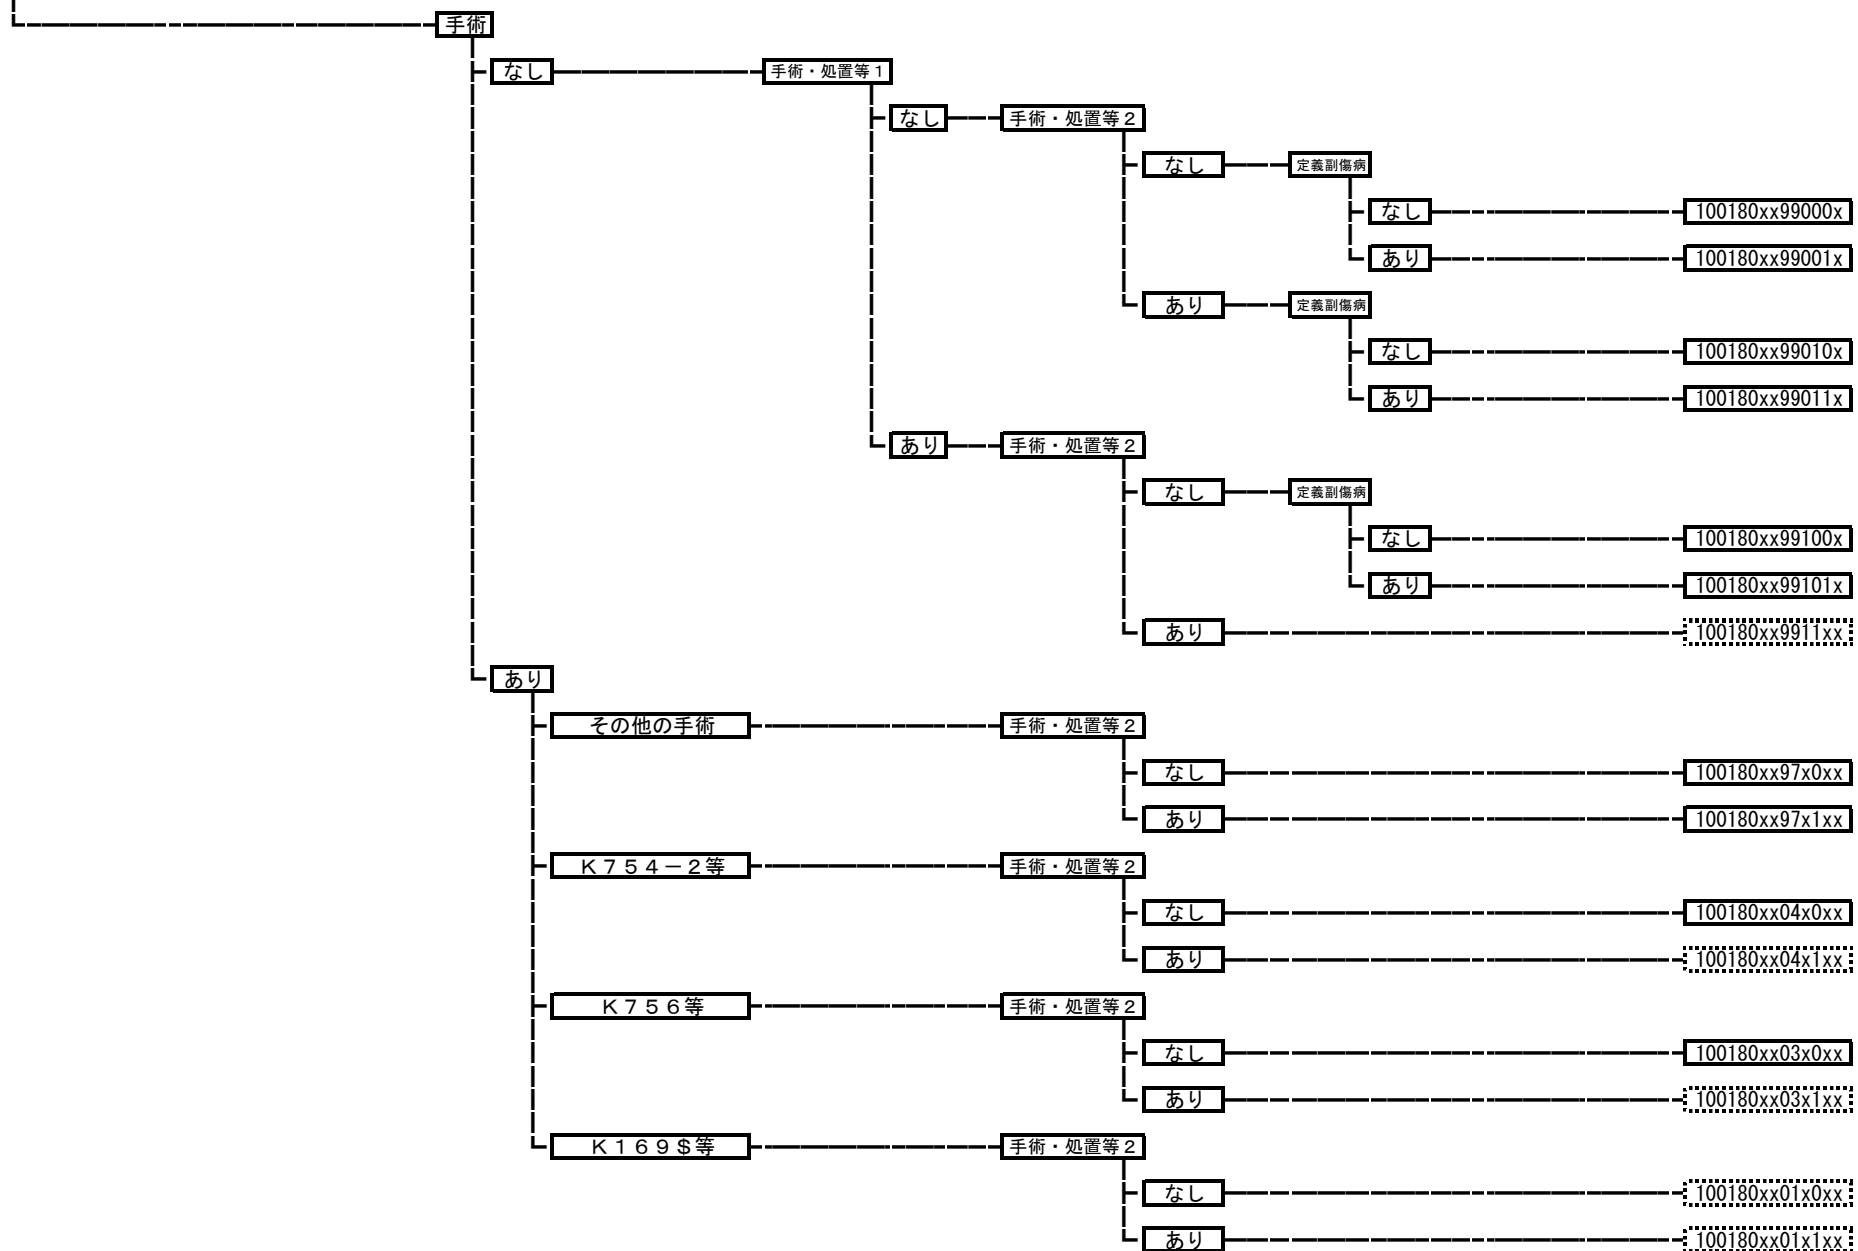 手術
なし 手術・処置等１
なし 手術・処置等２
なし 定義副傷病
なし 100180xx99000x
あり 100180xx99001x
あり 定義副傷病
なし 100180xx99010x
あり 100180xx99011x
あり 手術・処置等２
なし 定義副傷病
なし 100180xx99100x
あり 100180xx99101x
あり 100180xx9911xx
あり
その他の手術 手術・処置等２
なし 100180xx97x0xx
あり 100180xx97x1xx
Ｋ７５４－２等 手術・処置等２
なし 100180xx04x0xx
あり 100180xx04x1xx
Ｋ７５６等 手術・処置等２
なし 100180xx03x0xx
あり 100180xx03x1xx
Ｋ１６９＄等 手術・処置等２
なし 100180xx01x0xx
あり 100180xx01x1xx